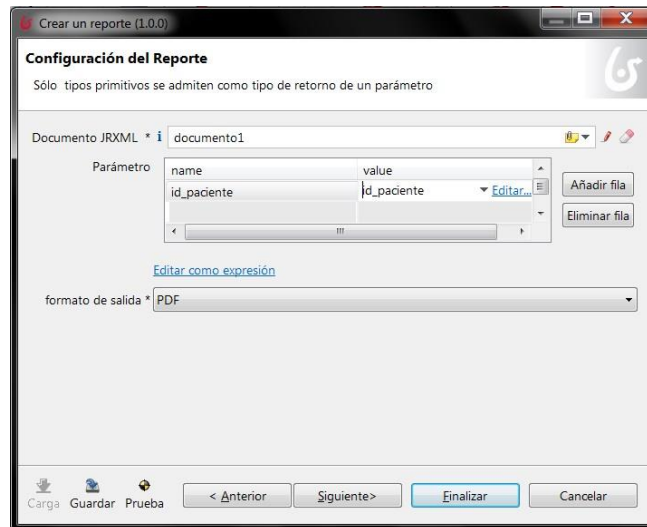 Crear un reporte (1.0.0)
Configuración del Reporte
Sólo tipos primitivos se admiten como tipo de retorno de un parámetro
Documento JRXML * i documento1
Parámetro
name value
id_paciente id_paciente Editar...
Añadir fila
Eliminar fila
Editar como expresión
formato de salida * PDF
Carga Guardar Prueba < Anterior Siguiente> Finalizar Cancelar